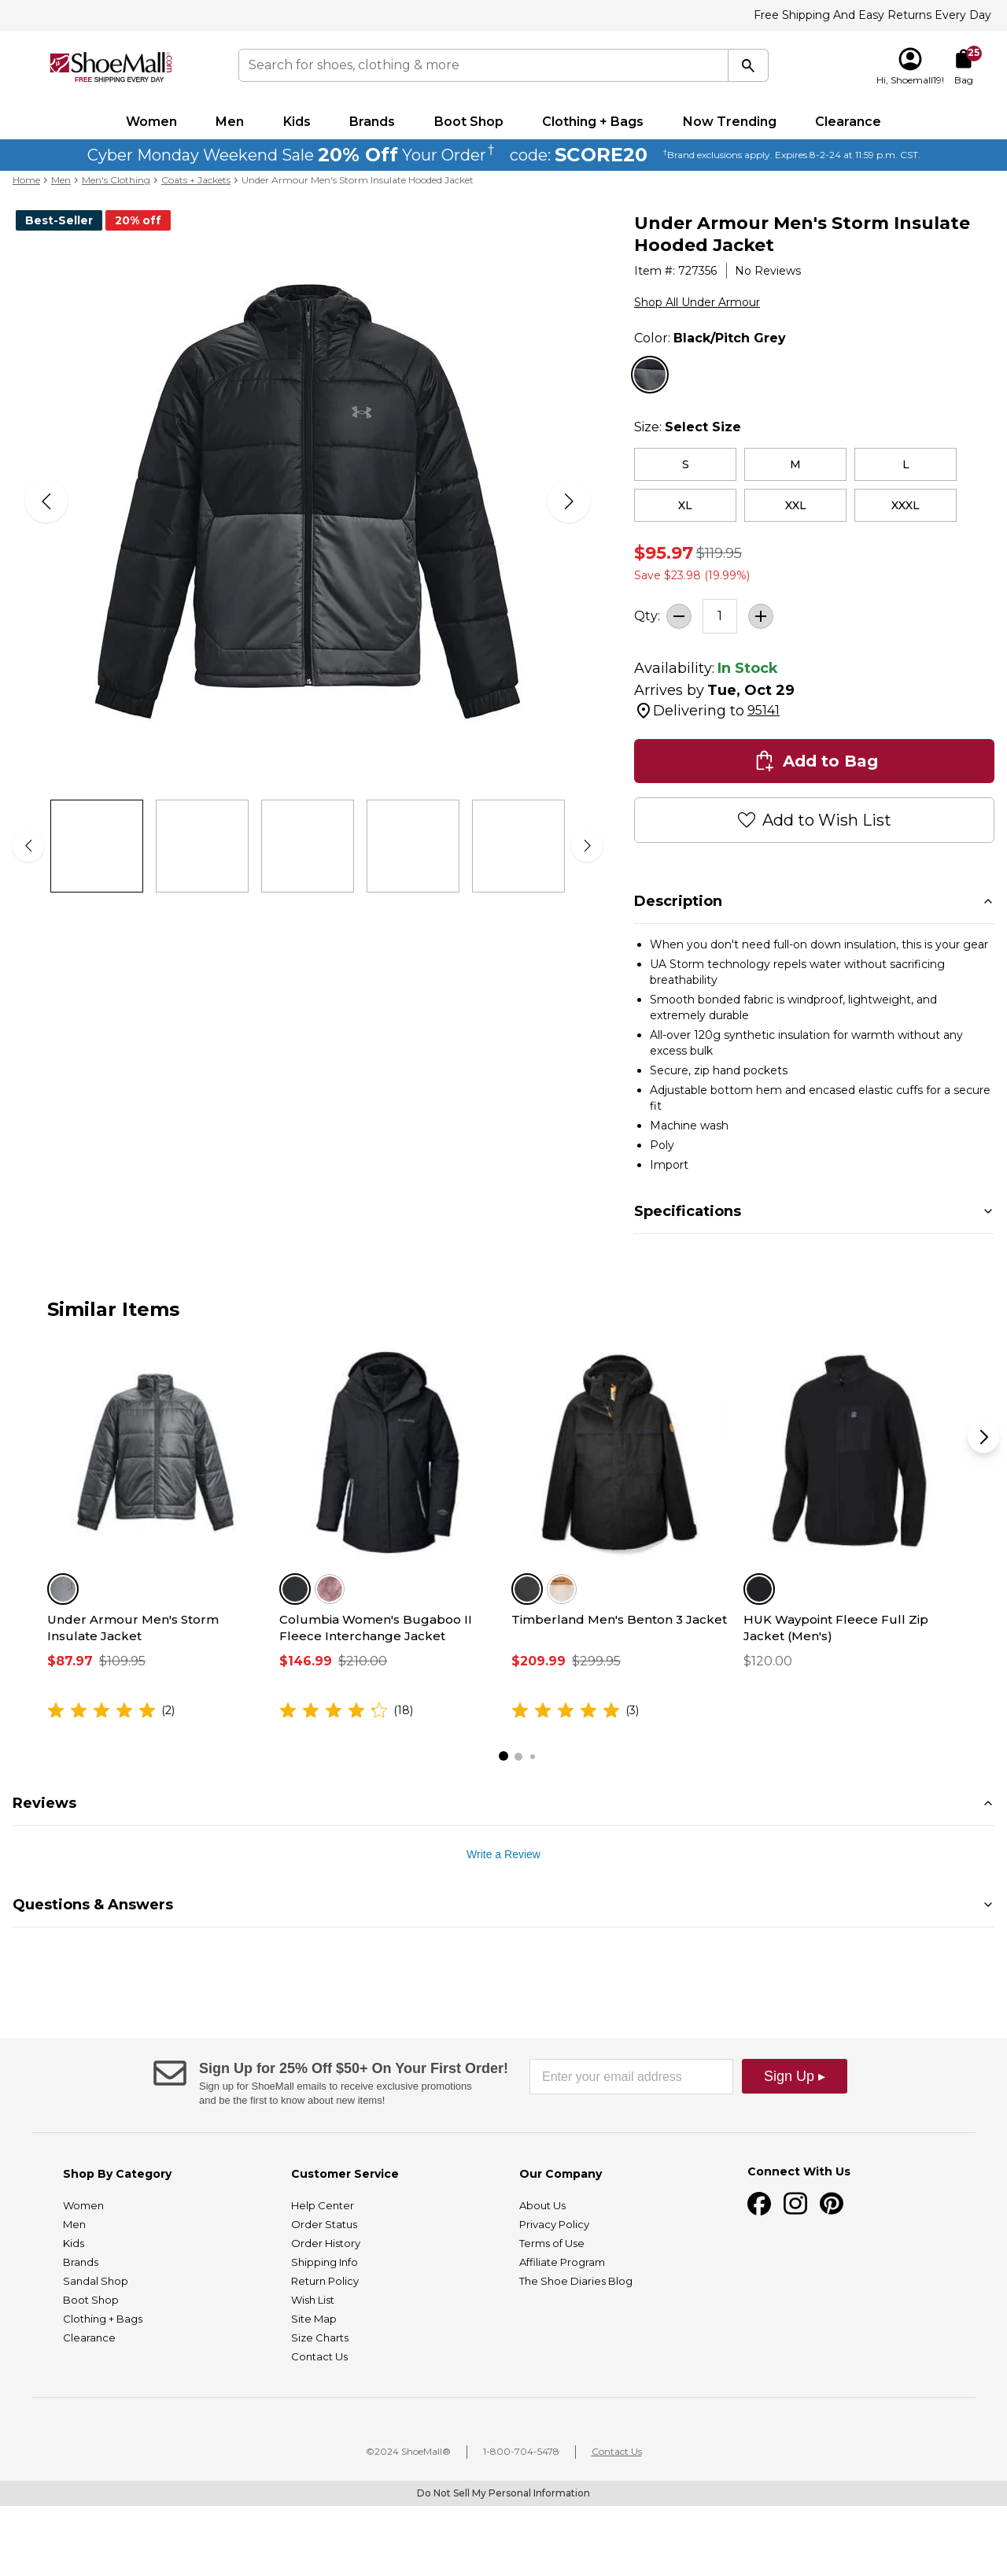 Free Shipping And Easy Returns Every Day
ShoeMall.com
FREE SHIPPING EVERY DAY
Search for shoes, clothing & more
Hi, Shoemall19!
25
Bag
Women Men Kids Brands Boot Shop Clothing + Bags Now Trending Clearance
Cyber Monday Weekend Sale 20% Off Your Order† code: SCORE20 †Brand exclusions apply. Expires 8-2-24 at 11:59 p.m. CST.
Home > Men > Men's Clothing > Coats + Jackets > Under Armour Men's Storm Insulate Hooded Jacket
Best-Seller 20% off
Under Armour Men's Storm Insulate
Hooded Jacket
Item #: 727356 No Reviews
Shop All Under Armour
Color: Black/Pitch Grey
Size: Select Size
S M L
XL XXL XXXL
$95.97 $119.95
Save $23.98 (19.99%)
Qty: 1
Availability: In Stock
Arrives by Tue, Oct 29
Delivering to 95141
Add to Bag
Add to Wish List
Description
• When you don't need full-on down insulation, this is your gear
• UA Storm technology repels water without sacrificing
breathability
• Smooth bonded fabric is windproof, lightweight, and
extremely durable
• All-over 120g synthetic insulation for warmth without any
excess bulk
• Secure, zip hand pockets
• Adjustable bottom hem and encased elastic cuffs for a secure
fit
• Machine wash
• Poly
• Import
Specifications
Similar Items
Under Armour Men's Storm
Insulate Jacket
$87.97 $109.95
(2)
Columbia Women's Bugaboo II
Fleece Interchange Jacket
$146.99 $210.00
(18)
Timberland Men's Benton 3 Jacket
$209.99 $299.95
(3)
HUK Waypoint Fleece Full Zip
Jacket (Men's)
$120.00
Reviews
Write a Review
Questions & Answers
Sign Up for 25% Off $50+ On Your First Order!
Sign up for ShoeMall emails to receive exclusive promotions
and be the first to know about new items!
Enter your email address
Sign Up ▸
Shop By Category
Women
Men
Kids
Brands
Sandal Shop
Boot Shop
Clothing + Bags
Clearance
Customer Service
Help Center
Order Status
Order History
Shipping Info
Return Policy
Wish List
Site Map
Size Charts
Contact Us
Our Company
About Us
Privacy Policy
Terms of Use
Affiliate Program
The Shoe Diaries Blog
Connect With Us
©2024 ShoeMall® 1-800-704-5478 Contact Us
Do Not Sell My Personal Information